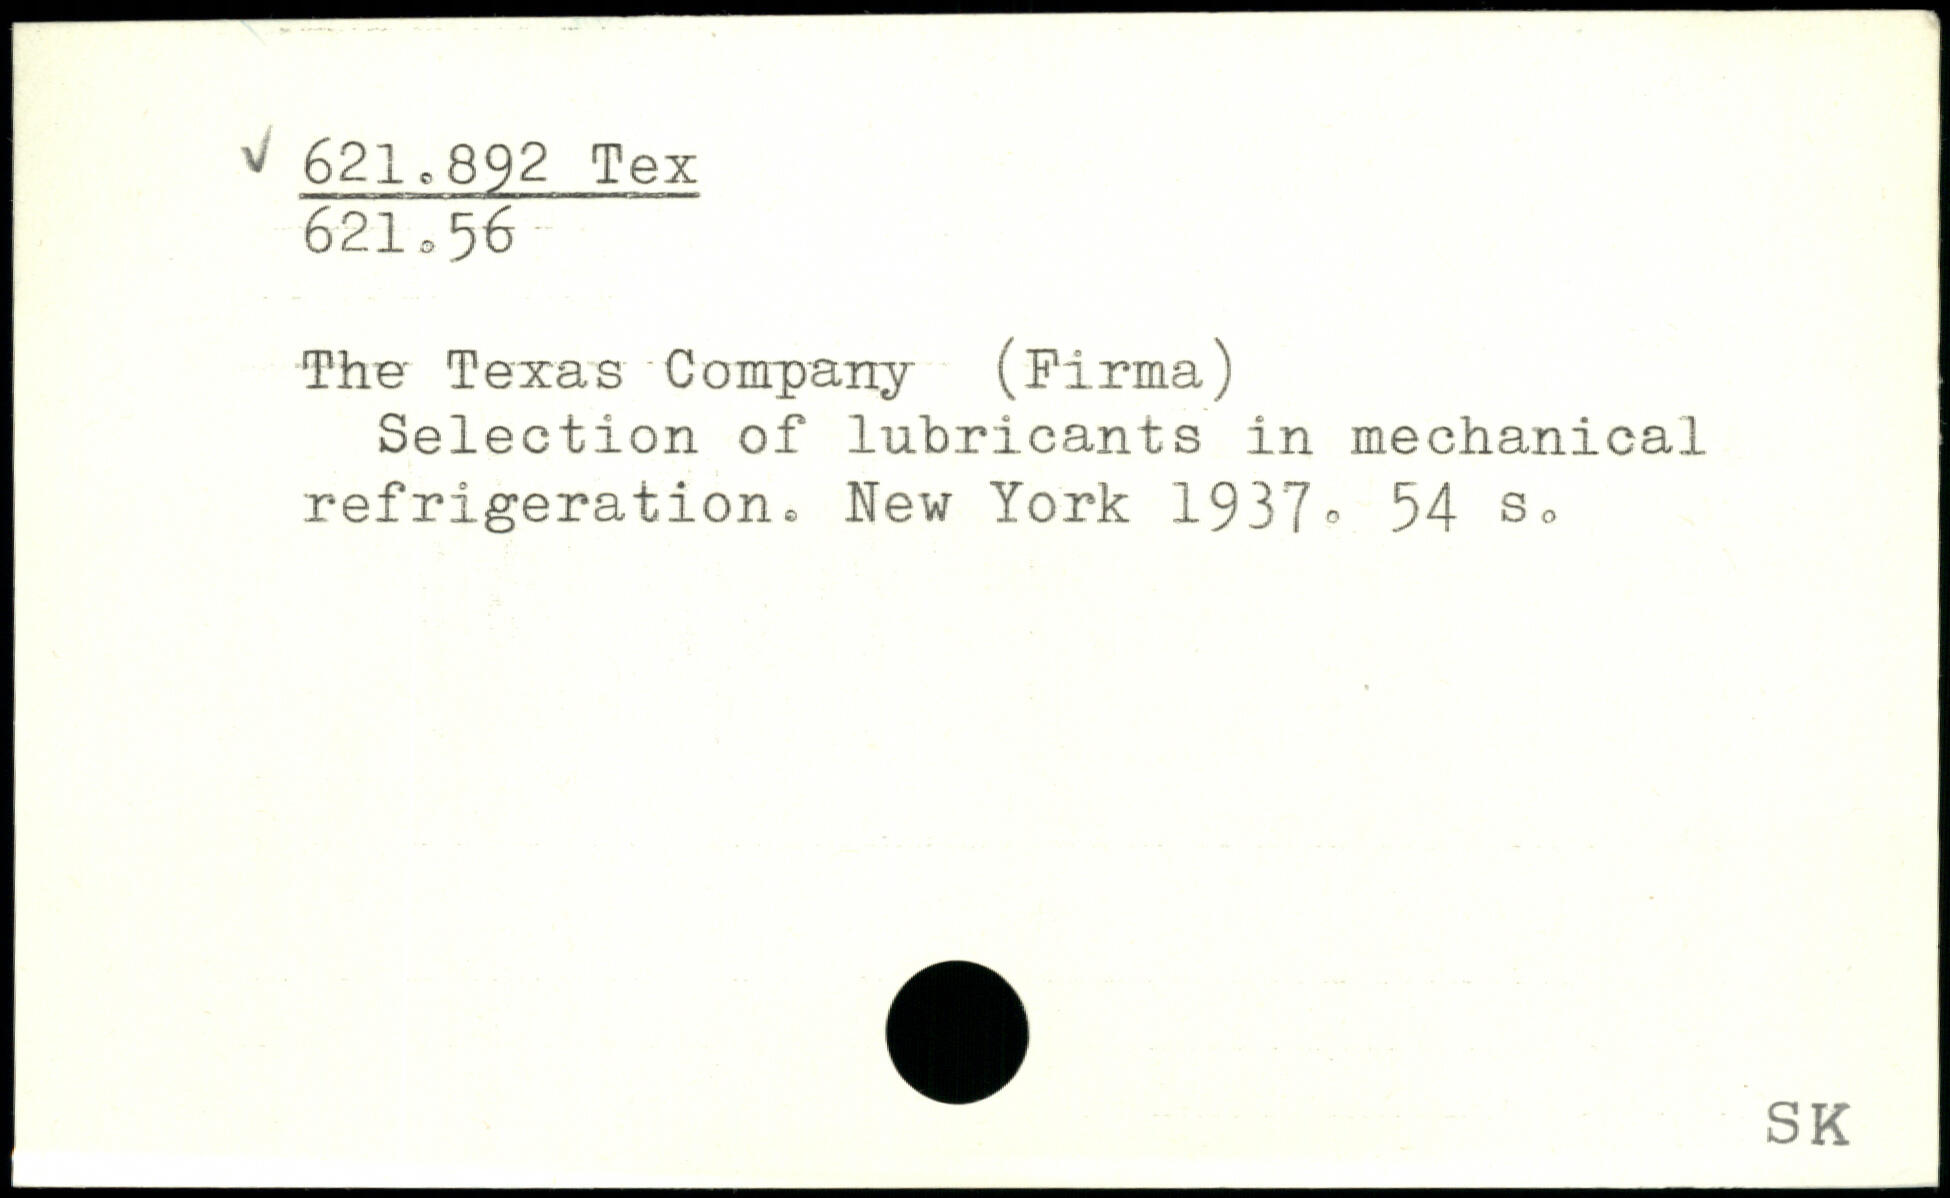 ✓ 621.892 Tex
621.56
The Texas Company (Firma)
Selection of lubricants in mechanical
refrigeration. New York 1937. 54 s.
SK